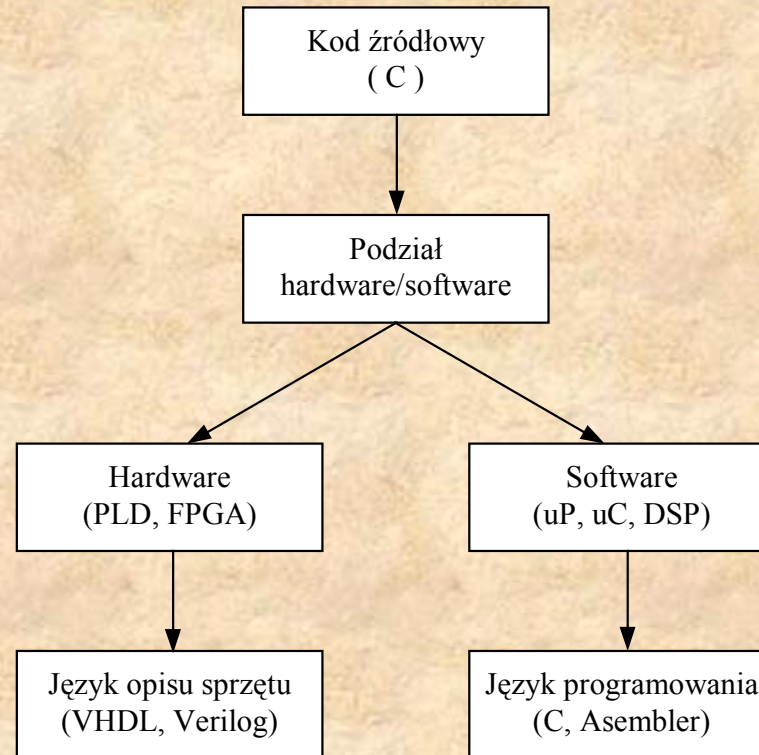 Kod źródłowy
( C )
Podział
hardware/software
Hardware
(PLD, FPGA)
Software
(uP, uC, DSP)
Język opisu sprzętu
(VHDL, Verilog)
Język programowania
(C, Asembler)